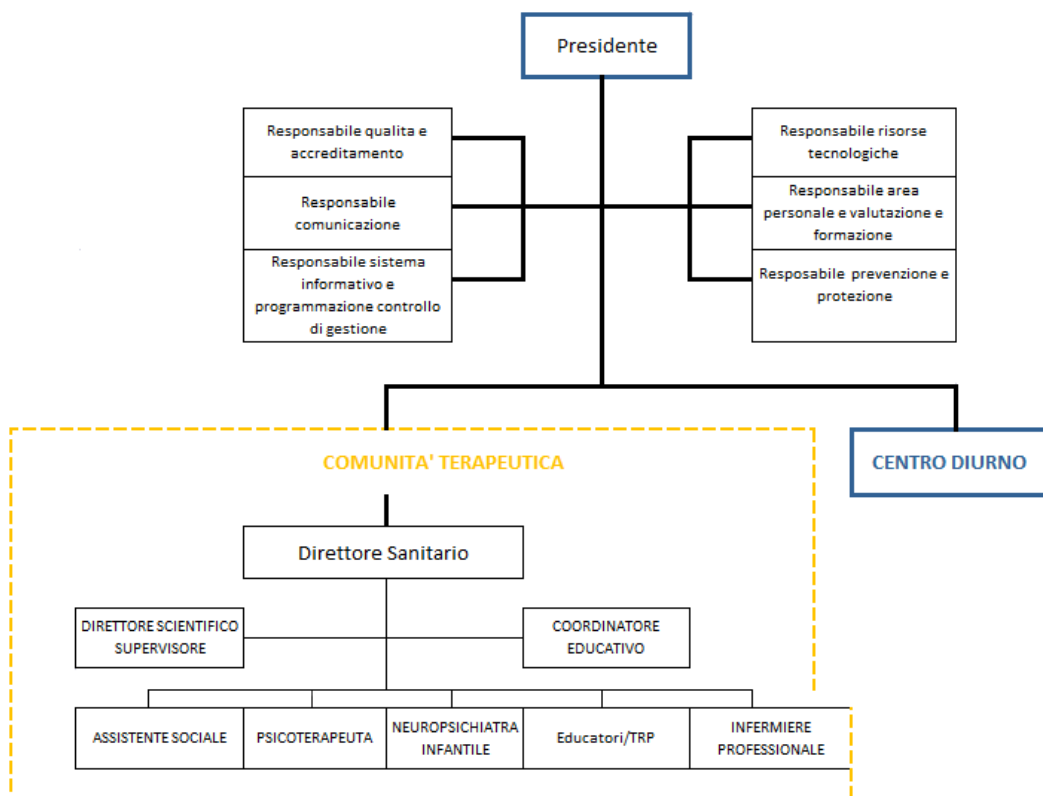 Presidente
Responsabile qualita e
accreditamento
Responsabile
comunicazione
Responsabile sistema
informativo e
programmazione controllo
di gestione
Responsabile risorse
tecnologiche
Responsabile area
personale e valutazione e
formazione
Resposabile prevenzione e
protezione
COMUNITA' TERAPEUTICA
CENTRO DIURNO
Direttore Sanitario
DIRETTORE SCIENTIFICO
SUPERVISORE
COORDINATORE
EDUCATIVO
ASSISTENTE SOCIALE
PSICOTERAPEUTA
NEUROPSICHIATRA
INFANTILE
Educatori/TRP
INFERMIERE
PROFESSIONALE